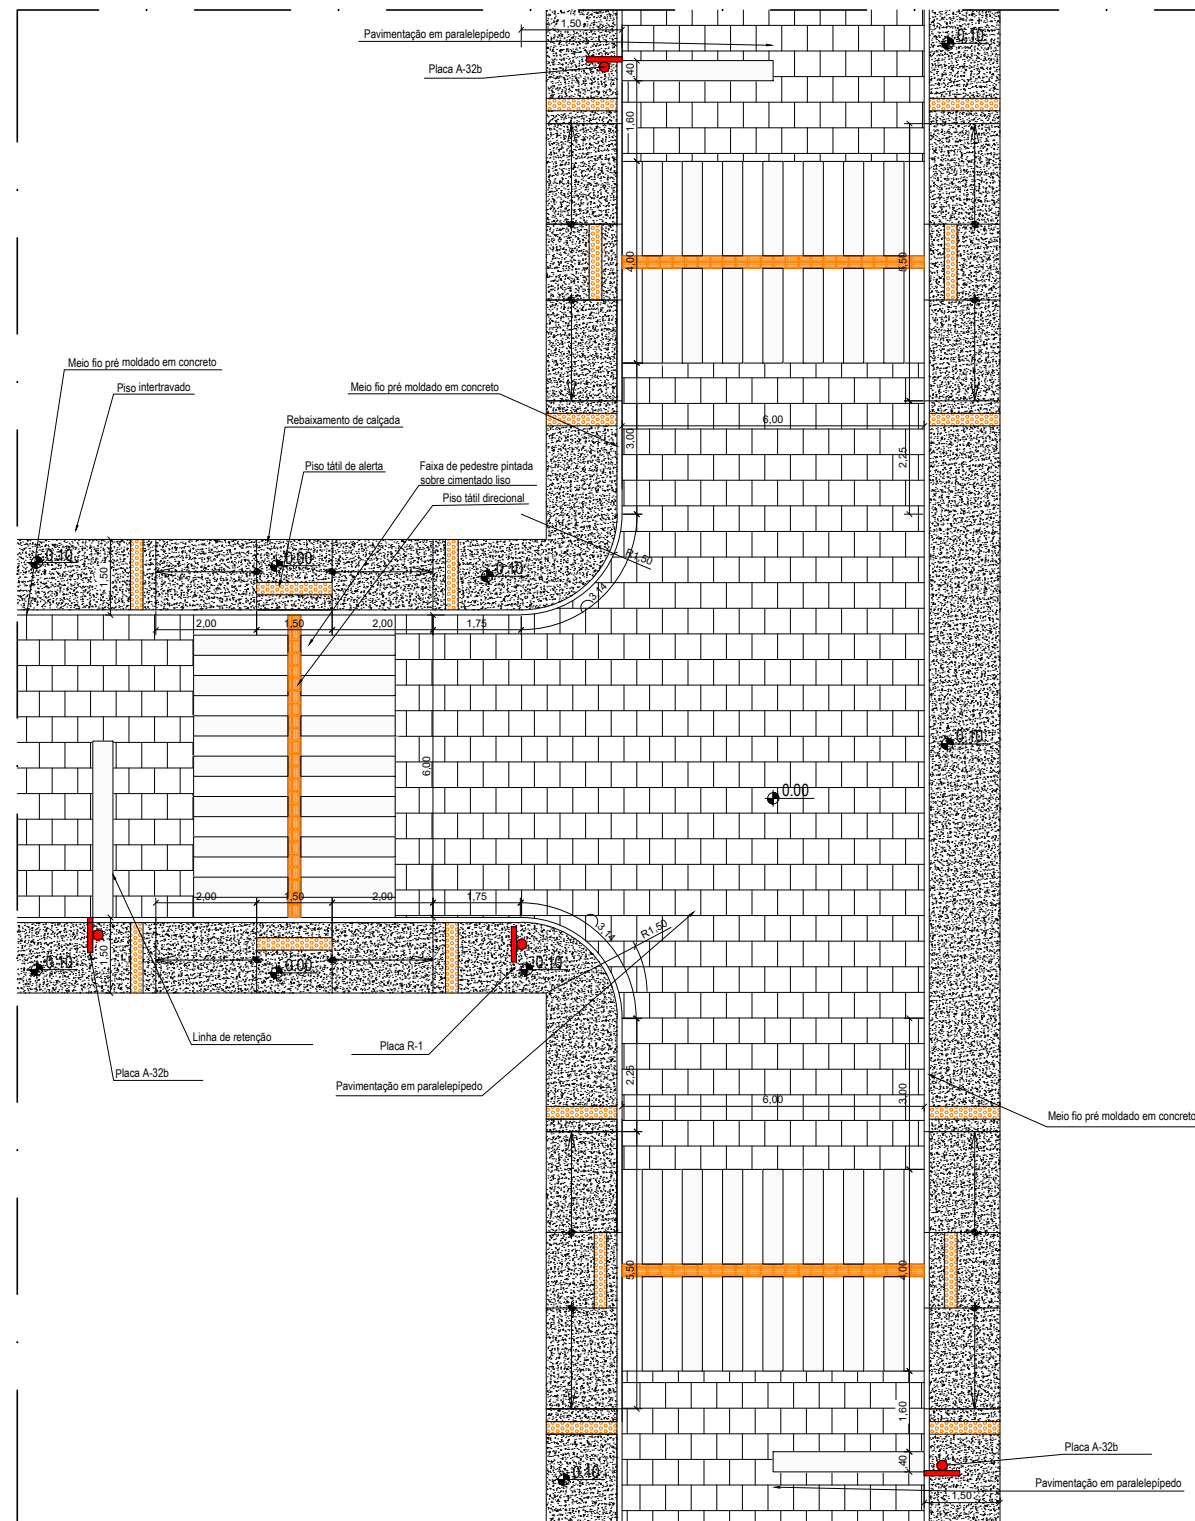 1,50
Pavimentação em paralelepípedo
0.10
Placa A-32b
,40
1,60
4,00
5,50
Meio fio pré moldado em concreto
Piso intertravado
Meio fio pré moldado em concreto
Rebaixamento de calçada
6,00
3,00
2,25
Piso tátil de alerta
Faixa de pedestre pintada
sobre cimentado liso
Piso tátil direcional
0.10
0.00
0.10
1,50
R1,50
3,14
2,00
1,50
2,00
1,75
0.10
6,00
0.00
2,00
1,50
2,00
1,75
3,14
R1,50
0.10
1,50
0.00
0.10
Linha de retenção
Placa R-1
Placa A-32b
Pavimentação em paralelepípedo
2,25
6,00
3,00
Meio fio pré moldado em concreto
5,50
4,00
1,60
,40
Placa A-32b
0.10
Pavimentação em paralelepípedo
1,50